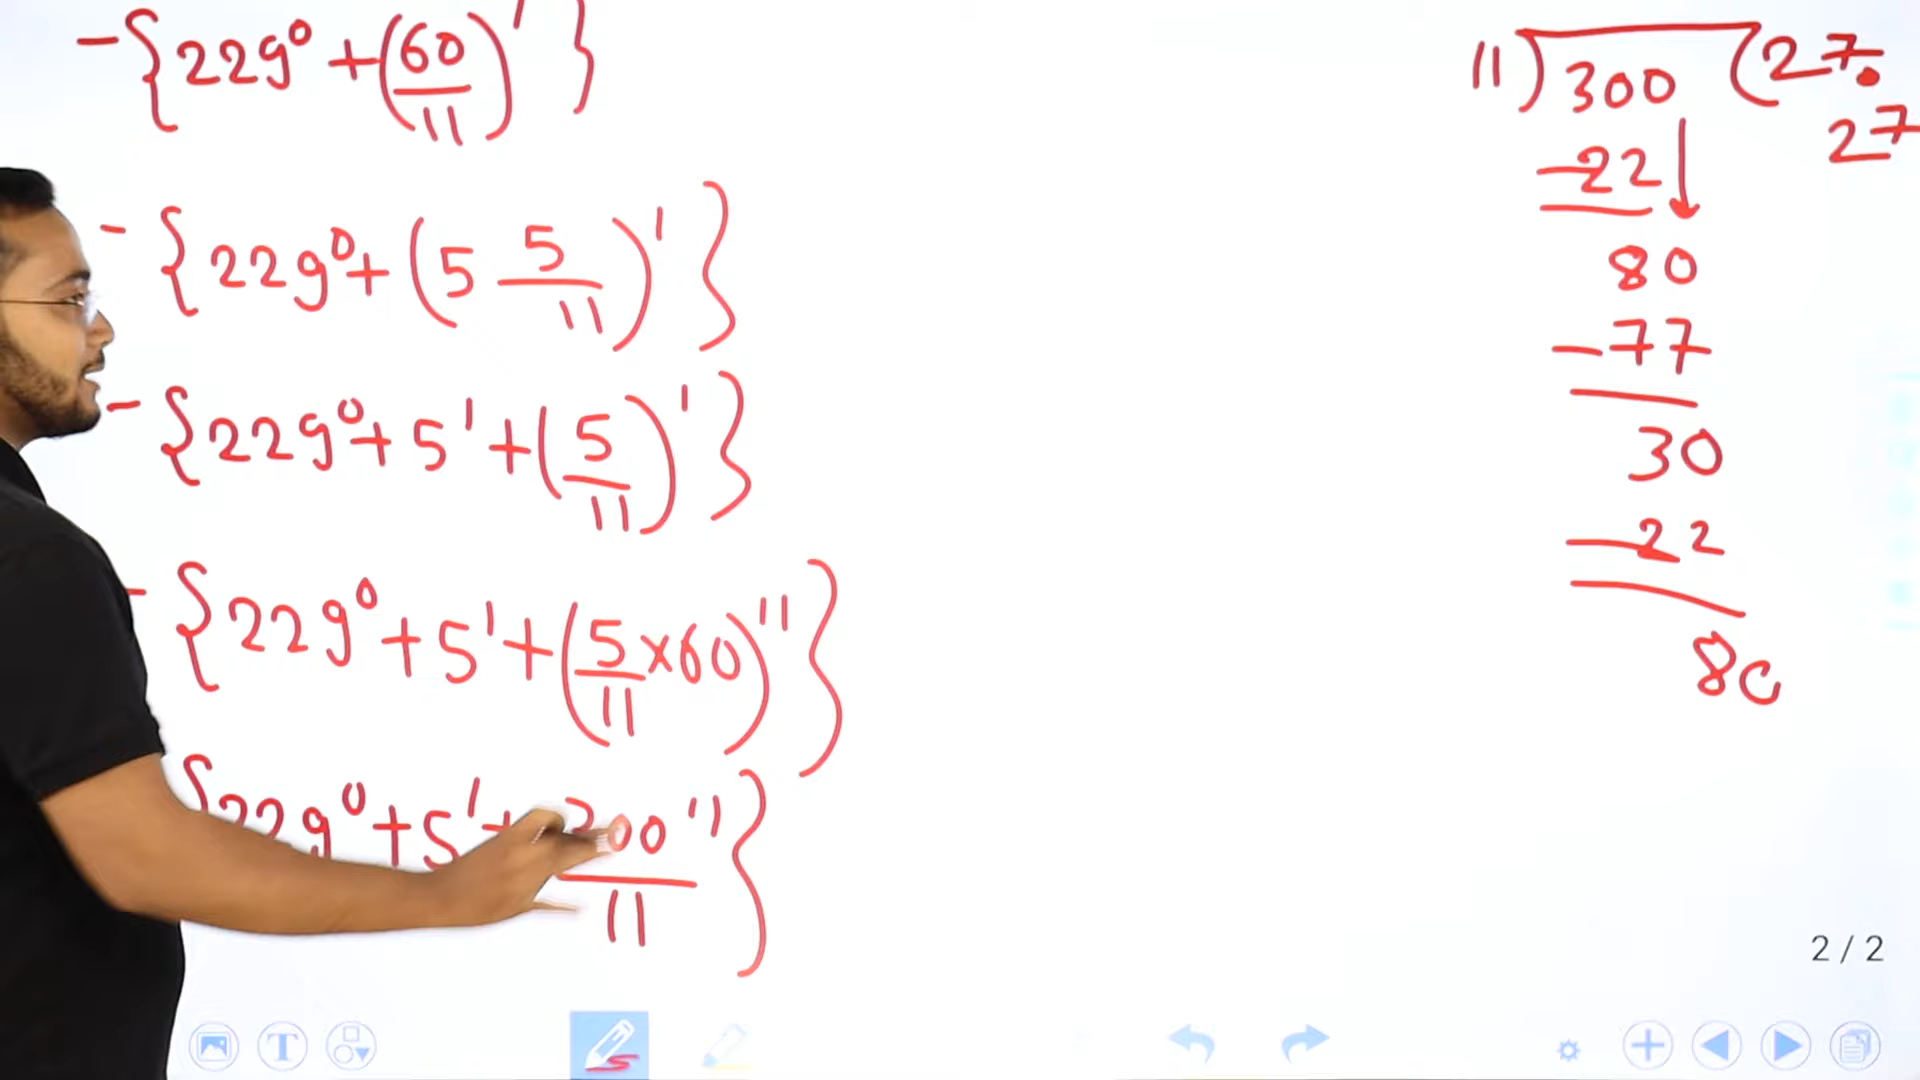 -{229° + (60/11)'}
-{229° + (5 5/11)'}
-{229° + 5' + (5/11)'}
-{229° + 5' + (5/11 × 60)''}
{229° + 5' + 300''/11}
11)300(27.27
-22
80
-77
30
-22
80
2 / 2
T